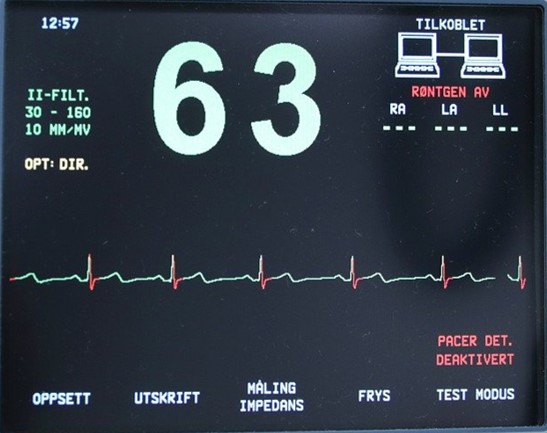 12:57
63
TILKOBLET
RØNTGEN AV
RA LA LL
--- --- ---
II-FILT.
30 - 160
10 MM/MV
OPT: DIR.
PACER DET.
DEAKTIVERT
OPPSETT
UTSKRIFT
MÅLING
IMPEDANS
FRYS
TEST MODUS